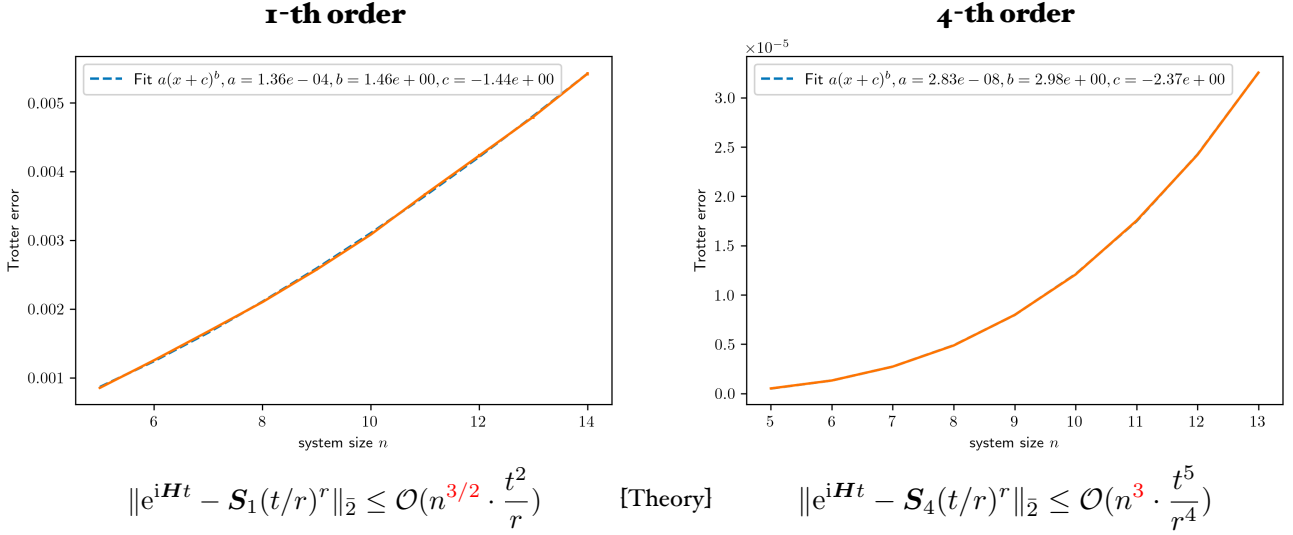 1-th order
Fit a(x + c)^b, a = 1.36e − 04, b = 1.46e + 00, c = −1.44e + 00
Trotter error
0.005
0.004
0.003
0.002
0.001
6 8 10 12 14
system size n
4-th order
×10^−5
Fit a(x + c)^b, a = 2.83e − 08, b = 2.98e + 00, c = −2.37e + 00
Trotter error
3.0
2.5
2.0
1.5
1.0
0.5
0.0
5 6 7 8 9 10 11 12 13
system size n
‖e^{iHt} − S_1(t/r)^r‖_{\bar{2}} ≤ O(n^{3/2} · t^2/r)
[Theory]
‖e^{iHt} − S_4(t/r)^r‖_{\bar{2}} ≤ O(n^3 · t^5/r^4)